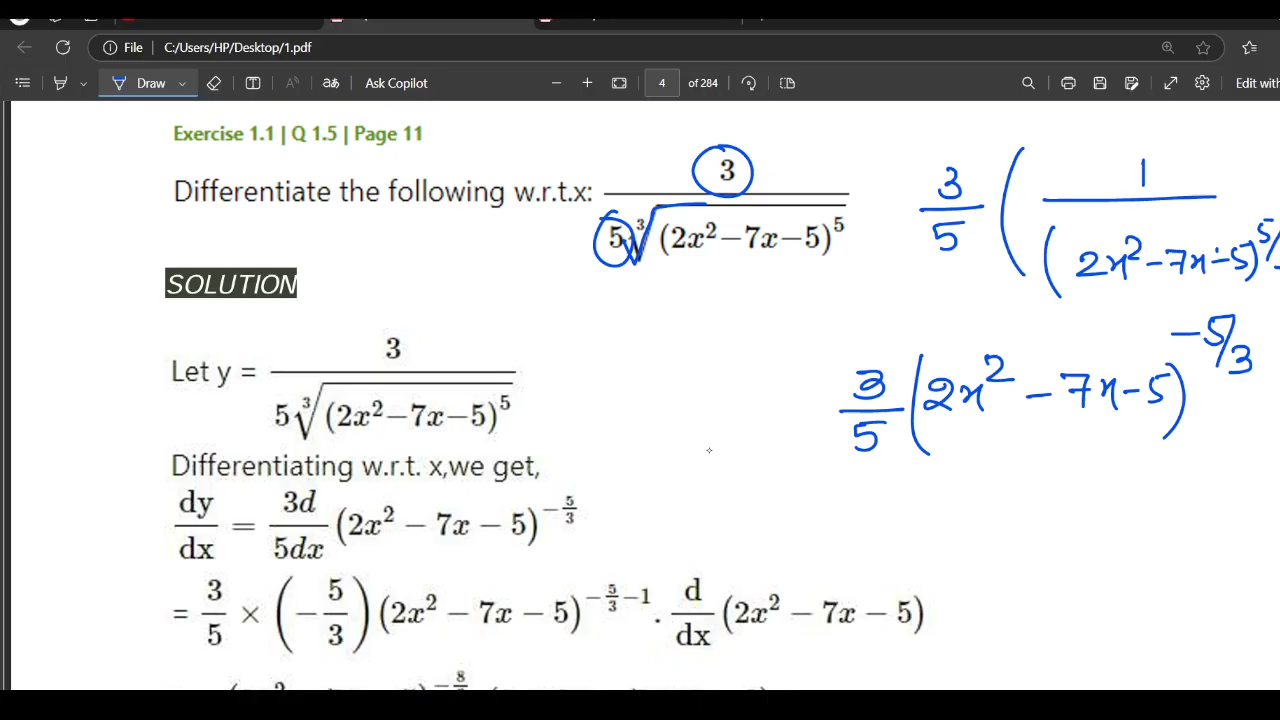 File | C:/Users/HP/Desktop/1.pdf
Draw | aあ | Ask Copilot | 4 of 284 | Edit with
Exercise 1.1 | Q 1.5 | Page 11
Differentiate the following w.r.t.x: 3 / 5∛(2x²−7x−5)⁵
3/5 ( 1 / (2x²−7x−5)^5/
SOLUTION
3/5 (2x² − 7x − 5)^−5/3
Let y = 3 / 5∛(2x²−7x−5)⁵
Differentiating w.r.t. x,we get,
dy/dx = 3d/5dx (2x² − 7x − 5)^−5/3
= 3/5 × (−5/3) (2x² − 7x − 5)^−5/3−1 . d/dx (2x² − 7x − 5)